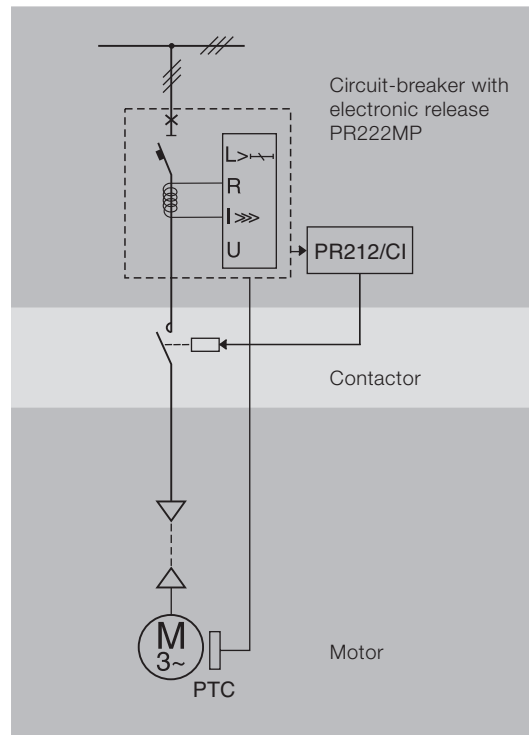 Circuit-breaker with
electronic release
PR222MP
L>
R
I >>>
U
PR212/CI
Contactor
M
3~
PTC
Motor